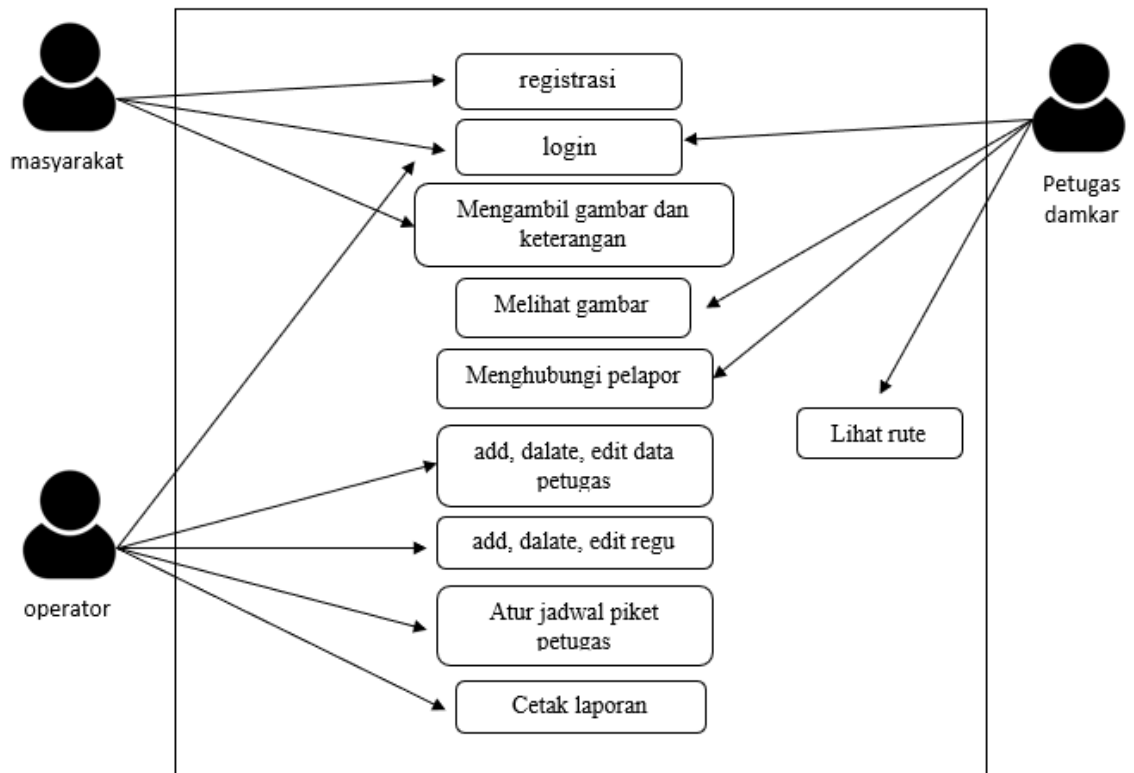 registrasi
login
masyarakat
Petugas
damkar
Mengambil gambar dan
keterangan
Melihat gambar
Menghubungi pelapor
Lihat rute
add, dalate, edit data
petugas
add, dalate, edit regu
operator
Atur jadwal piket
petugas
Cetak laporan